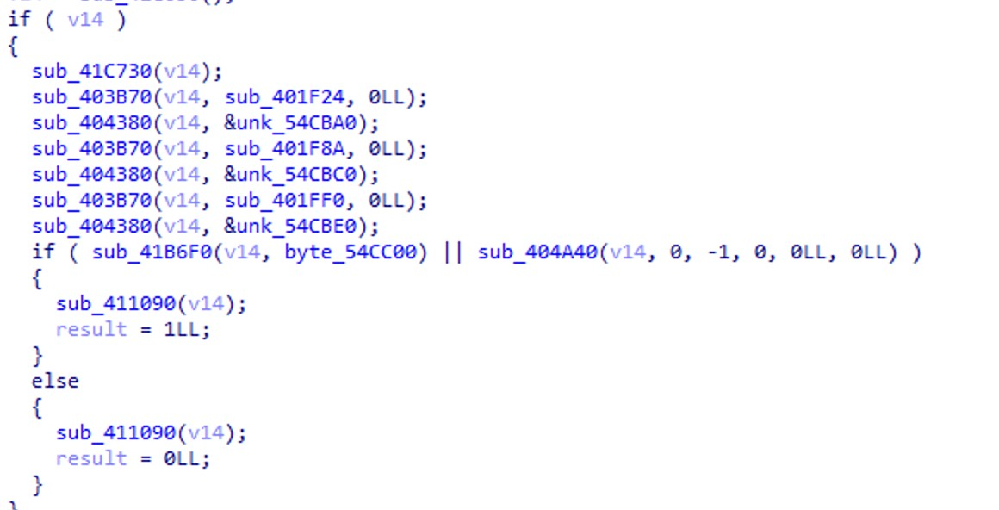 if ( v14 )
{
sub_41C730(v14);
sub_403B70(v14, sub_401F24, 0LL);
sub_404380(v14, &unk_54CBA0);
sub_403B70(v14, sub_401F8A, 0LL);
sub_404380(v14, &unk_54CBC0);
sub_403B70(v14, sub_401FF0, 0LL);
sub_404380(v14, &unk_54CBE0);
if ( sub_41B6F0(v14, byte_54CC00) || sub_404A40(v14, 0, -1, 0, 0LL, 0LL) )
{
sub_411090(v14);
result = 1LL;
}
else
{
sub_411090(v14);
result = 0LL;
}
}